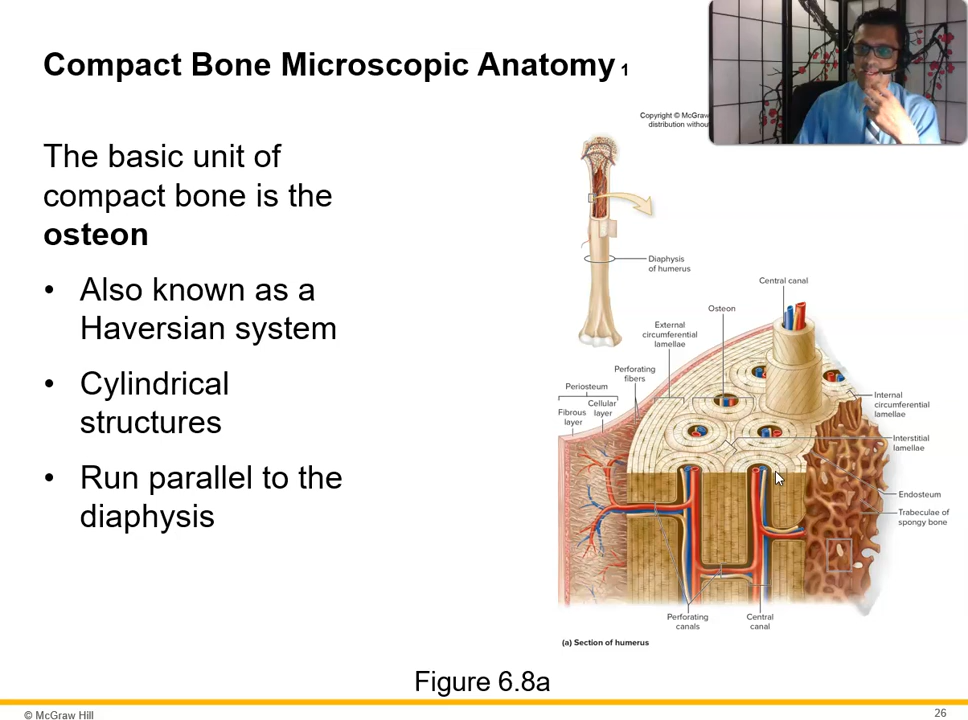 Compact Bone Microscopic Anatomy 1
The basic unit of
compact bone is the
osteon
• Also known as a
Haversian system
• Cylindrical
structures
• Run parallel to the
diaphysis
Copyright © McGraw
distribution withou
Diaphysis
of humerus
Central canal
Osteon
External
circumferential
lamellae
Perforating
fibers
Periosteum
Cellular
layer
Fibrous
layer
Internal
circumferential
lamellae
Interstitial
lamellae
Endosteum
Trabeculae of
spongy bone
Perforating
canals
Central
canal
(a) Section of humerus
Figure 6.8a
© McGraw Hill
26